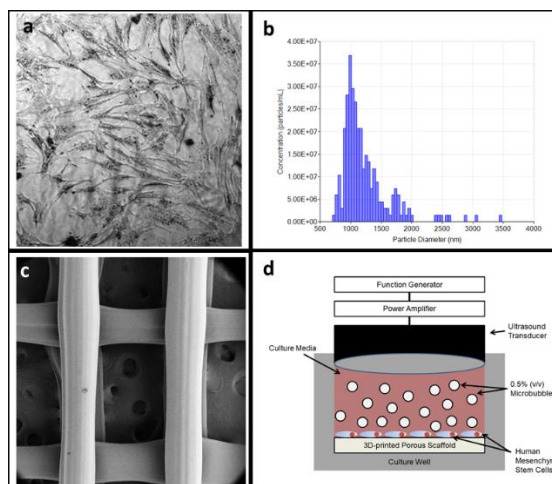 a
b
4.00E+07
3.50E+07
3.00E+07
2.50E+07
2.00E+07
1.50E+07
1.00E+07
5.00E+06
0.00E+00
Concentration (particles/mL)
500
1000
1500
2000
2500
3000
3500
4000
Particle Diameter (nm)
c
d
Function Generator
Power Amplifier
Ultrasound
Transducer
Culture Media
0.5% (v/v)
Microbubble
3D-printed Porous Scaffold
Culture Well
Human
Mesenchy
Stem Cells